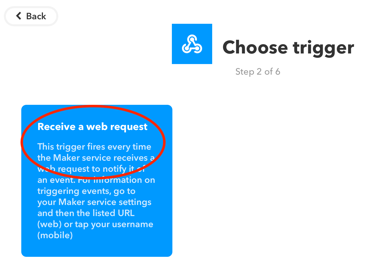 Back
Choose trigger
Step 2 of 6
Receive a web request
This trigger fires every time
the Maker service receives a
web request to notify it of
an event. For information on
triggering events, go to
your Maker service settings
and then the listed URL
(web) or tap your username
(mobile)